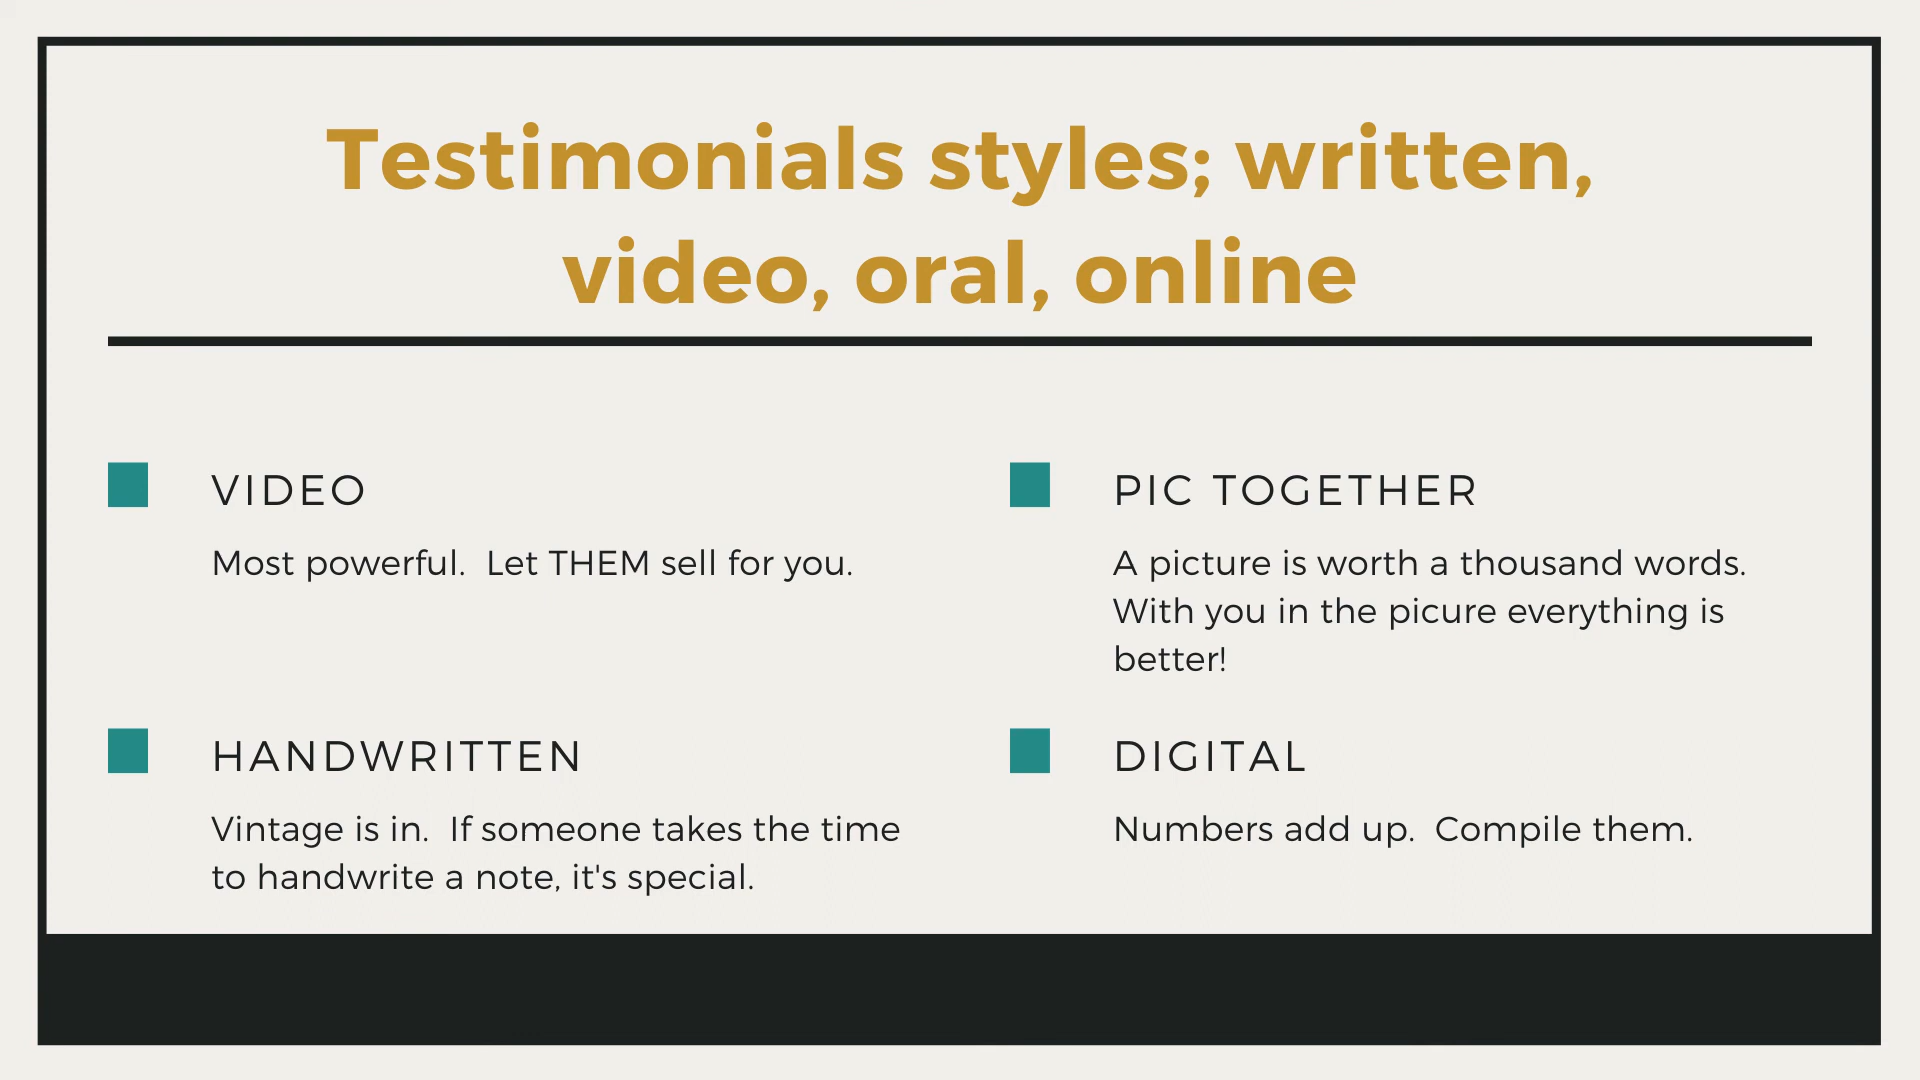 Testimonials styles; written,
video, oral, online
VIDEO
Most powerful.  Let THEM sell for you.
PIC TOGETHER
A picture is worth a thousand words.
With you in the picure everything is
better!
HANDWRITTEN
Vintage is in.  If someone takes the time
to handwrite a note, it's special.
DIGITAL
Numbers add up.  Compile them.